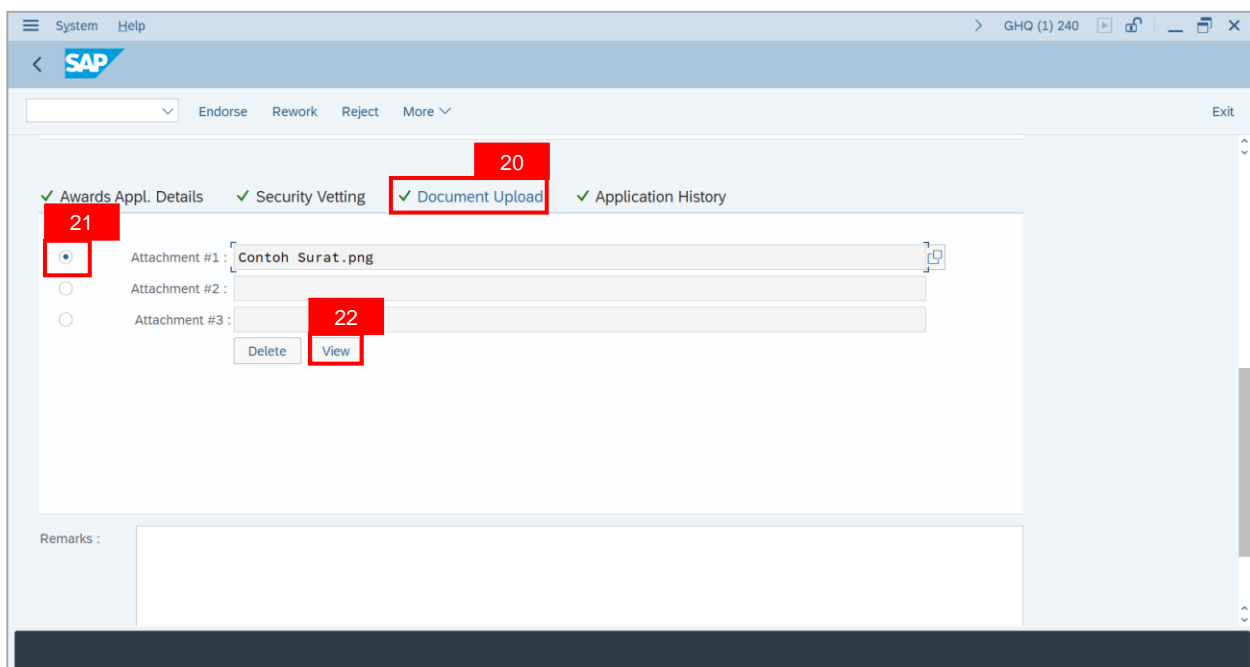 System Help GHQ (1) 240
SAP
Endorse Rework Reject More Exit
20
Awards Appl. Details Security Vetting Document Upload Application History
21
Attachment #1 : Contoh Surat.png
Attachment #2 :
Attachment #3 :
22
Delete View
Remarks :